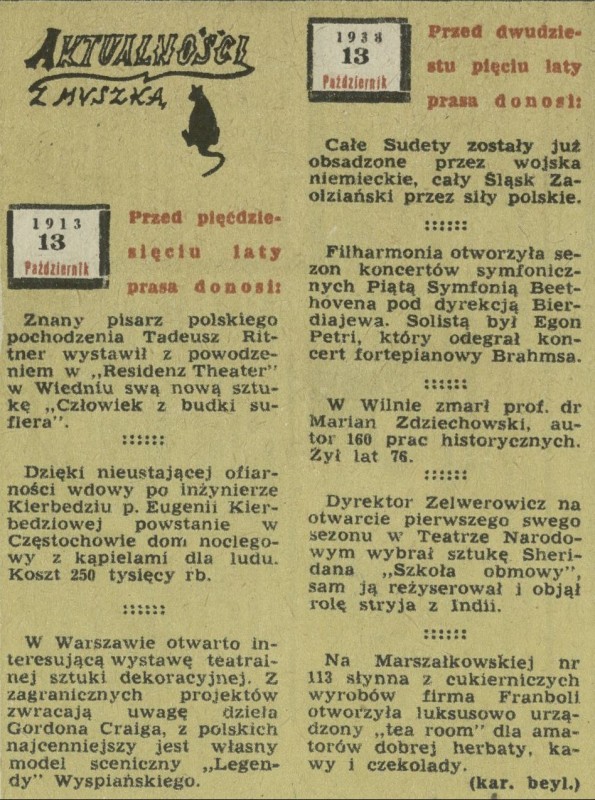 AKTUALNOŚCI
Z MYSZKĄ
1913
13
Październik
Przed pięćdzie-
sięciu laty
prasa donosi:
Znany pisarz polskiego
pochodzenia Tadeusz Rit-
tner wystawił z powodze-
niem w „Residenz Theater"
w Wiedniu swą nową sztu-
kę „Człowiek z budki su-
flera".
::::::
Dzięki nieustającej ofiar-
ności wdowy po inżynierze
Kierbedziu p. Eugenii Kier-
bedziowej powstanie w
Częstochowie dom noclego-
wy z kąpielami dla ludu.
Koszt 250 tysięcy rb.
::::::
W Warszawie otwarto in-
teresującą wystawę teatral-
nej sztuki dekoracyjnej. Z
zagranicznych projektów
zwracają uwagę dzieła
Gordona Craiga, z polskich
najcenniejszy jest własny
model sceniczny „Legen-
dy" Wyspiańskiego.
1938
13
Październik
Przed dwudzie-
stu pięciu laty
prasa donosi:
Całe Sudety zostały już
obsadzone przez wojska
niemieckie, cały Śląsk Za-
olziański przez siły polskie.
::::::
Filharmonia otworzyła se-
zon koncertów symfonicz-
nych Piątą Symfonią Beet-
hovena pod dyrekcją Bier-
diajewa. Solistą był Egon
Petri, który odegrał kon-
cert fortepianowy Brahmsa.
::::::
W Wilnie zmarł prof. dr
Marian Zdziechowski, au-
tor 160 prac historycznych.
Żył lat 76.
::::::
Dyrektor Zelwerowicz na
otwarcie pierwszego swego
sezonu w Teatrze Narodo-
wym wybrał sztukę Sheri-
dana „Szkoła obmowy",
sam ją reżyserował i objął
rolę stryja z Indii.
::::::
Na Marszałkowskiej nr
113 słynna z cukierniczych
wyrobów firma Franboli
otworzyła luksusowo urzą-
dzony „tea room" dla ama-
torów dobrej herbaty, ka-
wy i czekolady.
(kar. beyl.)